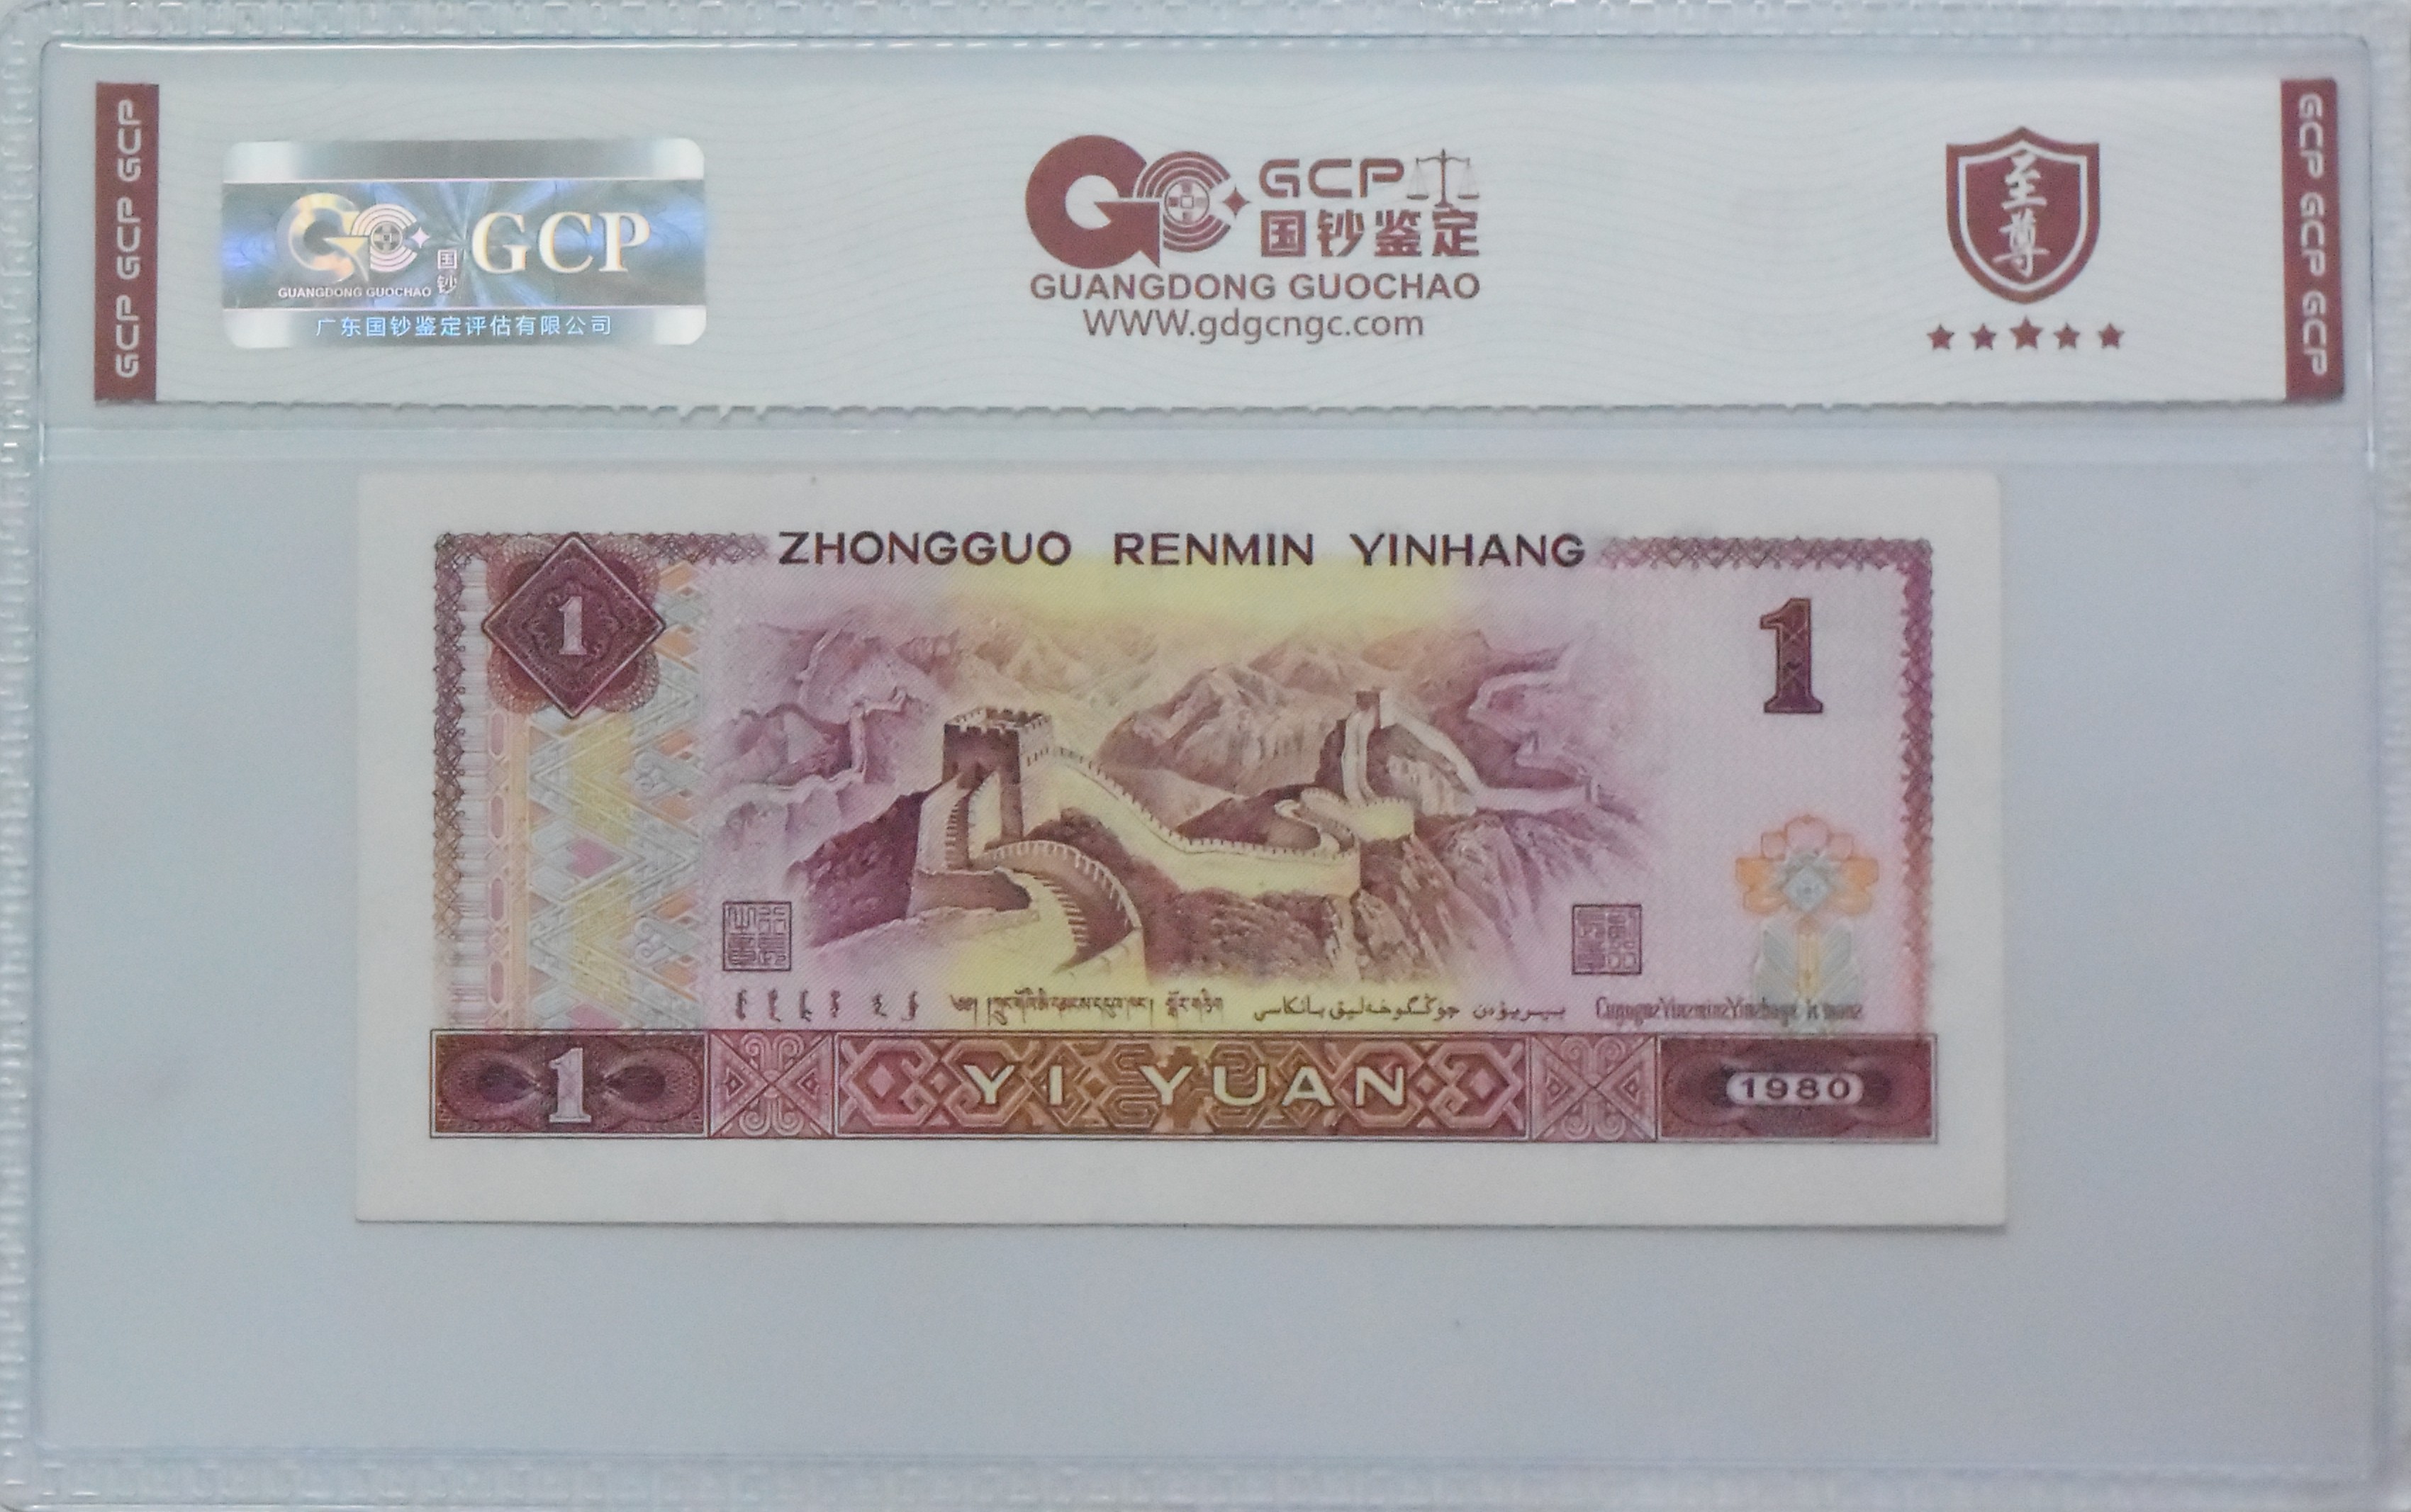 GCP GCP GCP
GCP
国钞
GUANGDONG GUOCHAO
广东国钞鉴定评估有限公司
GCP
国钞鉴定
GUANGDONG GUOCHAO
WWW.gdgcngc.com
至尊
GCP GCP GCP
ZHONGGUO RENMIN YINHANG
1
1
YI YUAN
1
1980